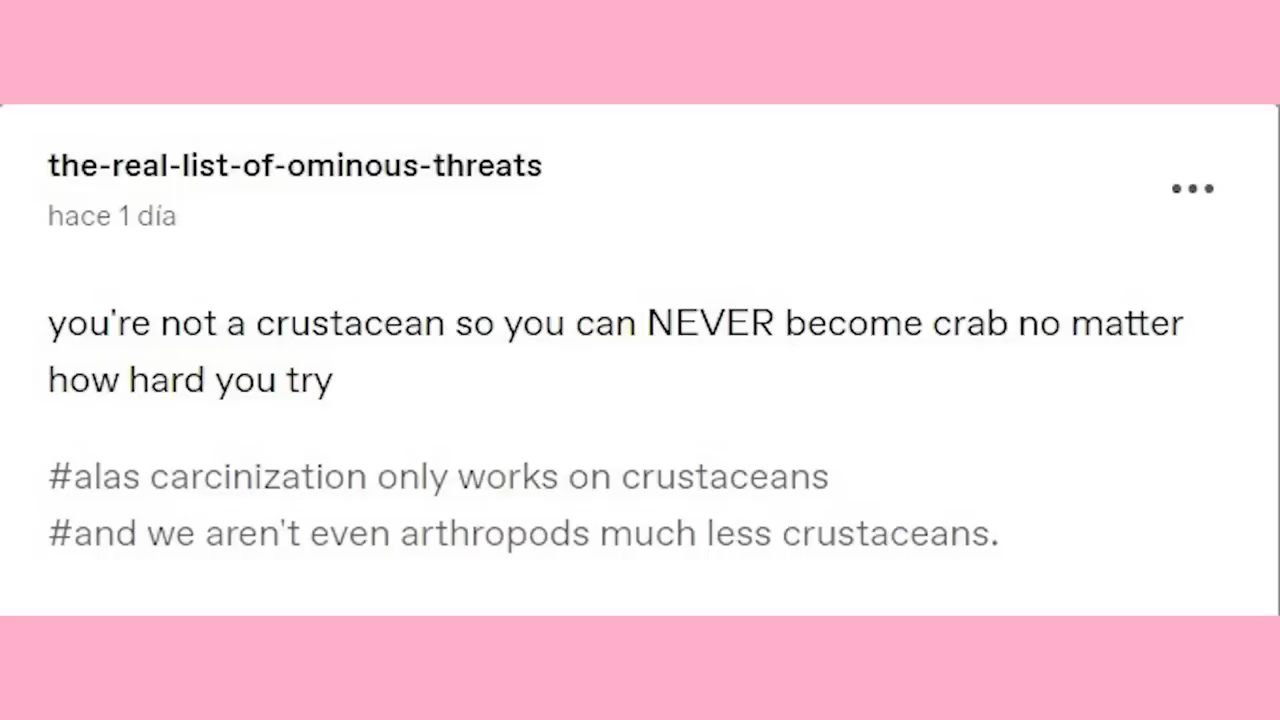 the-real-list-of-ominous-threats
hace 1 día
you're not a crustacean so you can NEVER become crab no matter
how hard you try
#alas carcinization only works on crustaceans
#and we aren't even arthropods much less crustaceans.